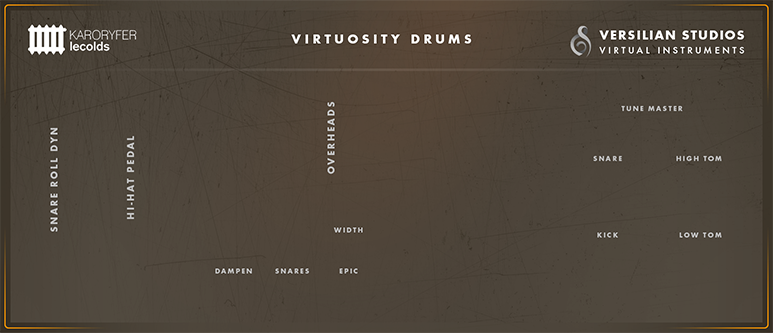 KARORYFER
lecolds
VIRTUOSITY DRUMS
VERSILIAN STUDIOS
VIRTUAL INSTRUMENTS
SNARE ROLL DYN
HI-HAT PEDAL
OVERHEADS
TUNE MASTER
SNARE
HIGH TOM
WIDTH
KICK
LOW TOM
DAMPEN
SNARES
EPIC